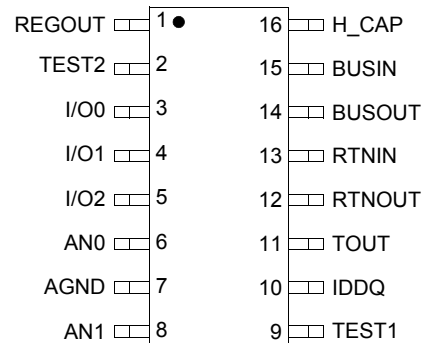 REGOUT 1 16 H_CAP
TEST2 2 15 BUSIN
I/O0 3 14 BUSOUT
I/O1 4 13 RTNIN
I/O2 5 12 RTNOUT
AN0 6 11 TOUT
AGND 7 10 IDDQ
AN1 8 9 TEST1